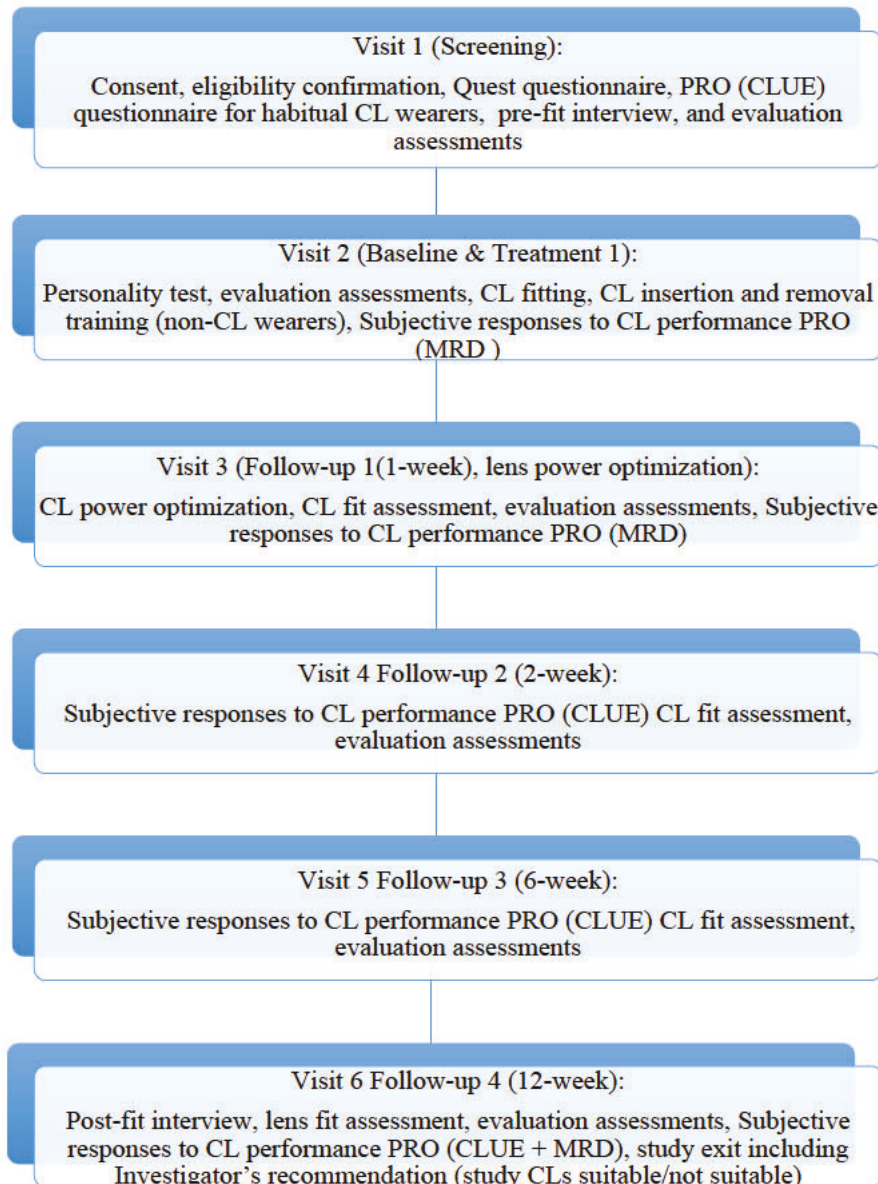 Visit 1 (Screening):
Consent, eligibility confirmation, Quest questionnaire, PRO (CLUE)
questionnaire for habitual CL wearers, pre-fit interview, and evaluation
assessments
Visit 2 (Baseline & Treatment 1):
Personality test, evaluation assessments, CL fitting, CL insertion and removal
training (non-CL wearers), Subjective responses to CL performance PRO
(MRD )
Visit 3 (Follow-up 1(1-week), lens power optimization):
CL power optimization, CL fit assessment, evaluation assessments, Subjective
responses to CL performance PRO (MRD)
Visit 4 Follow-up 2 (2-week):
Subjective responses to CL performance PRO (CLUE) CL fit assessment,
evaluation assessments
Visit 5 Follow-up 3 (6-week):
Subjective responses to CL performance PRO (CLUE) CL fit assessment,
evaluation assessments
Visit 6 Follow-up 4 (12-week):
Post-fit interview, lens fit assessment, evaluation assessments, Subjective
responses to CL performance PRO (CLUE + MRD), study exit including
Investigator's recommendation (study CLs suitable/not suitable)